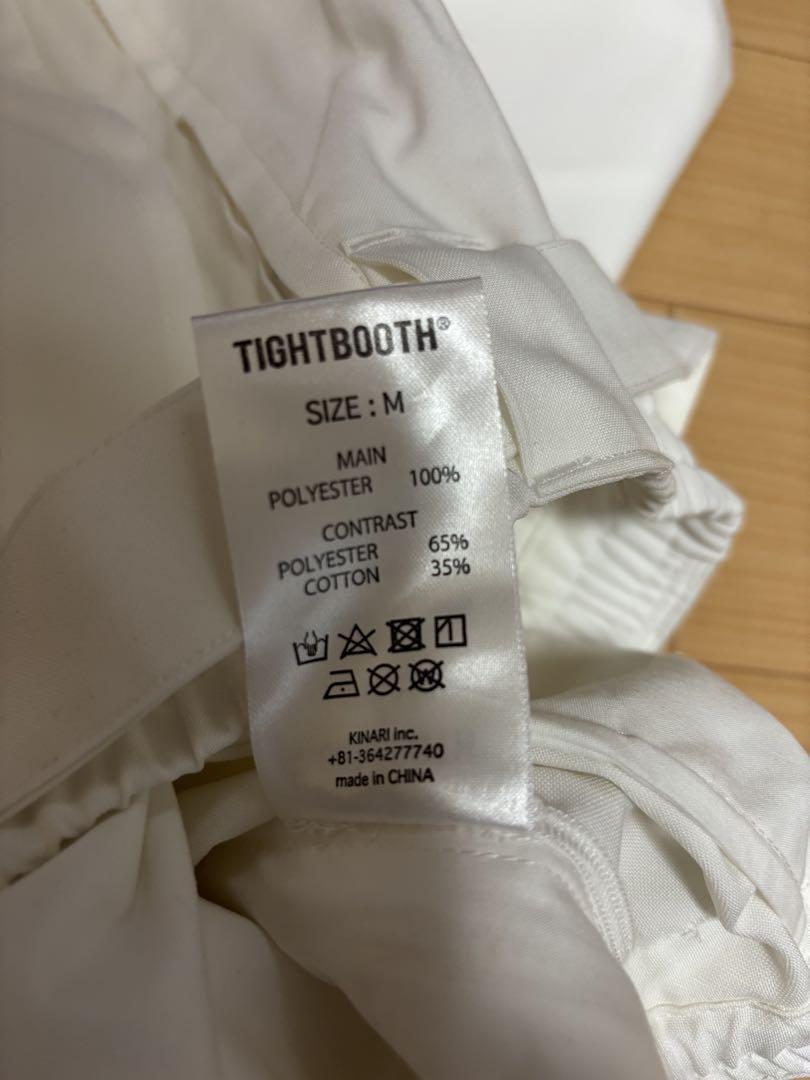 TIGHTBOOTH®
SIZE : M
MAIN
POLYESTER 100%
CONTRAST
POLYESTER 65%
COTTON 35%
KINARI inc.
+81-364277740
made in CHINA